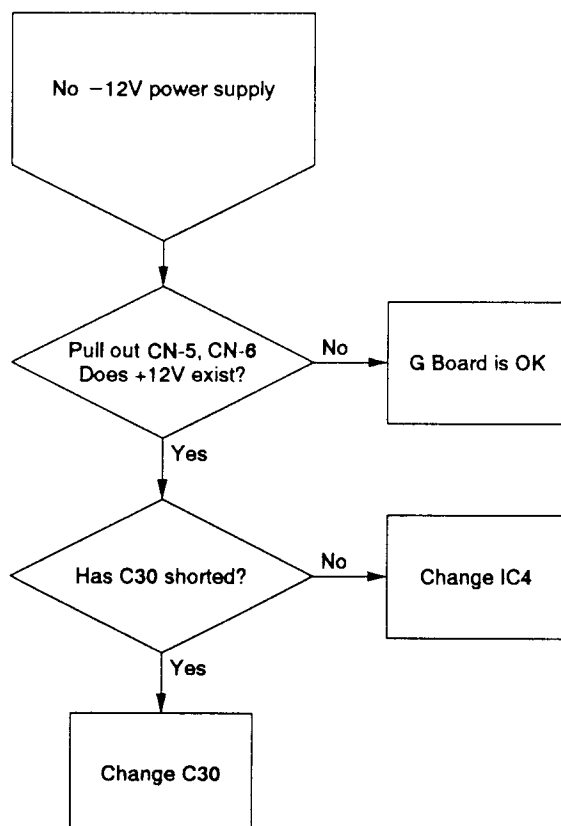 No −12V power supply
Pull out CN-5, CN-6
Does +12V exist?
No
G Board is OK
Yes
Has C30 shorted?
No
Change IC4
Yes
Change C30